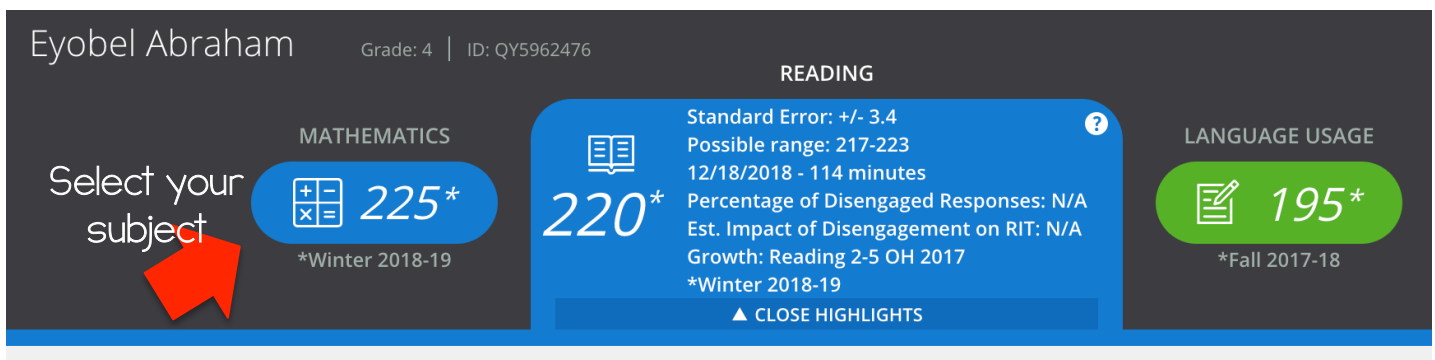 Eyobel Abraham
Grade: 4 | ID: QY5962476
MATHEMATICS
225*
*Winter 2018-19
Select your
subject
READING
220*
Standard Error: +/- 3.4
Possible range: 217-223
12/18/2018 - 114 minutes
Percentage of Disengaged Responses: N/A
Est. Impact of Disengagement on RIT: N/A
Growth: Reading 2-5 OH 2017
*Winter 2018-19
?
▲ CLOSE HIGHLIGHTS
LANGUAGE USAGE
195*
*Fall 2017-18